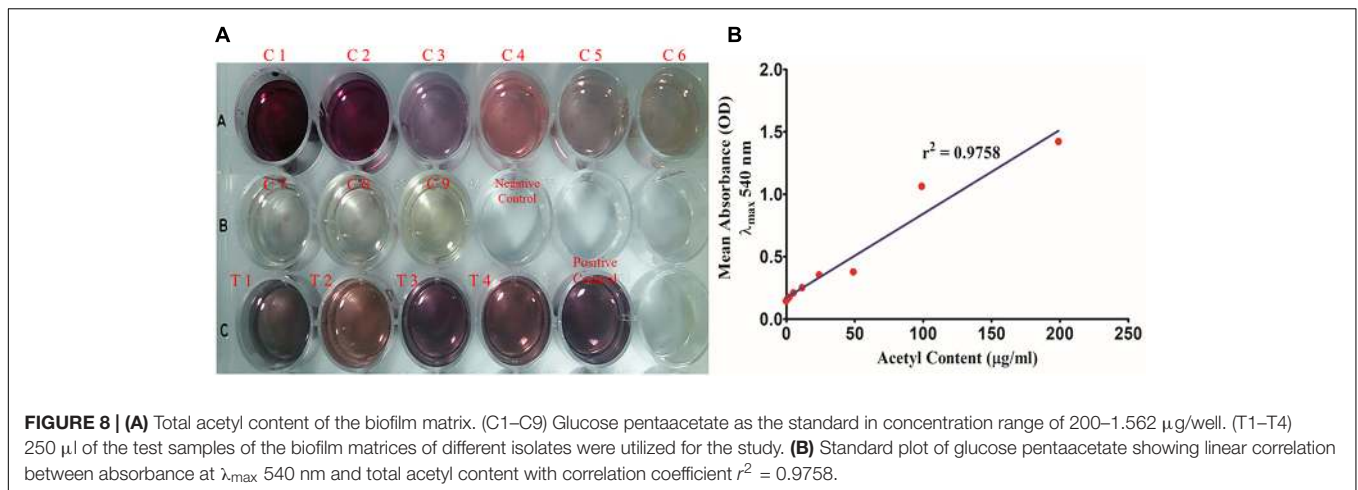 A
C 1 C 2 C 3 C 4 C 5 C 6
A
C 7 C 8 C 9 Negative
Control
B
T 1 T 2 T 3 T 4 Positive
Control
C
B
2.0
1.5
1.0
0.5
0.0
0 50 100 150 200 250
r² = 0.9758
Mean Absorbance (OD)
λmax 540 nm
Acetyl Content (µg/ml)
FIGURE 8 | (A) Total acetyl content of the biofilm matrix. (C1–C9) Glucose pentaacetate as the standard in concentration range of 200–1.562 µg/well. (T1–T4)
250 µl of the test samples of the biofilm matrices of different isolates were utilized for the study. (B) Standard plot of glucose pentaacetate showing linear correlation
between absorbance at λmax 540 nm and total acetyl content with correlation coefficient r² = 0.9758.